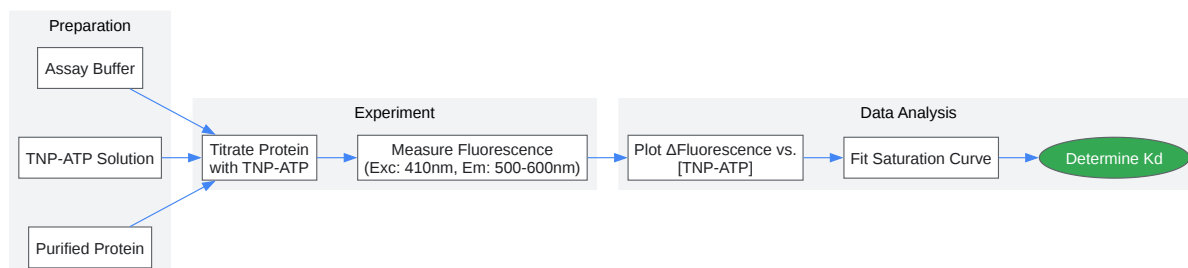 Preparation
Assay Buffer
TNP-ATP Solution
Purified Protein
Experiment
Titrate Protein
with TNP-ATP
Measure Fluorescence
(Exc: 410nm, Em: 500-600nm)
Data Analysis
Plot ΔFluorescence vs.
[TNP-ATP]
Fit Saturation Curve
Determine Kd